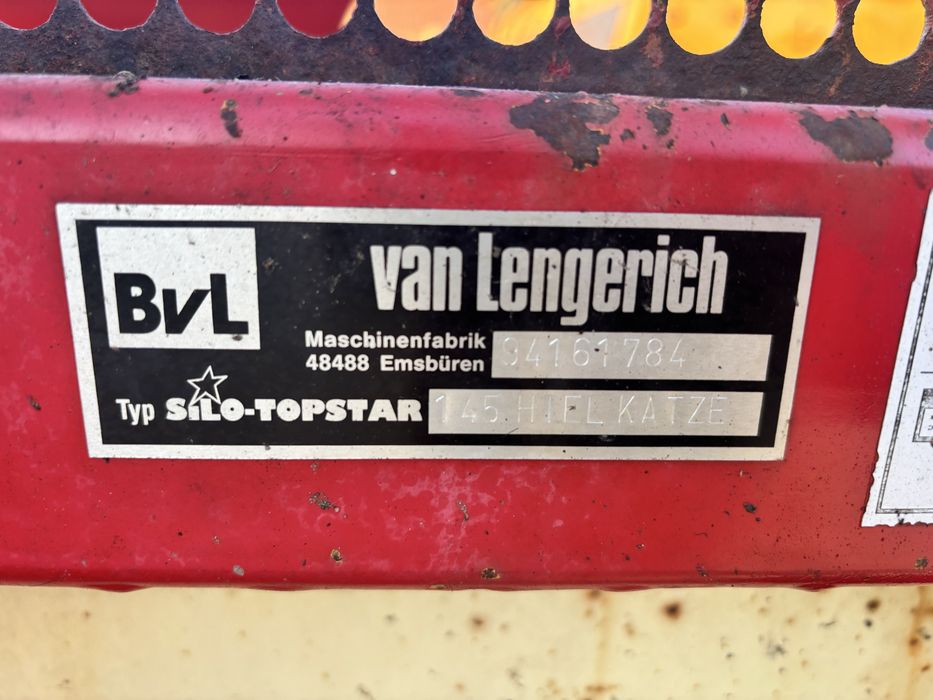 BvL
van Lengerich
Maschinenfabrik
48488 Emsbüren 94161784
Typ SILO-TOPSTAR 145 HIEL KATZE